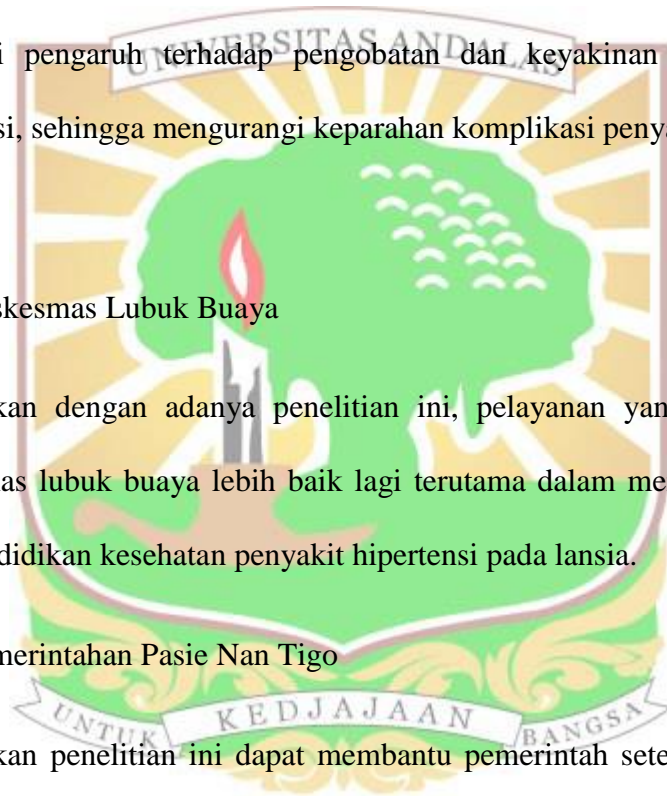 UNIVERSITAS ANDALAS
i pengaruh terhadap pengobatan dan keyakinan
si, sehingga mengurangi keparahan komplikasi penya
skesmas Lubuk Buaya
kan dengan adanya penelitian ini, pelayanan yan
as lubuk buaya lebih baik lagi terutama dalam me
didikan kesehatan penyakit hipertensi pada lansia.
merintahan Pasie Nan Tigo
UNTUK KEDJAJAAN BANGSA
kan penelitian ini dapat membantu pemerintah sete